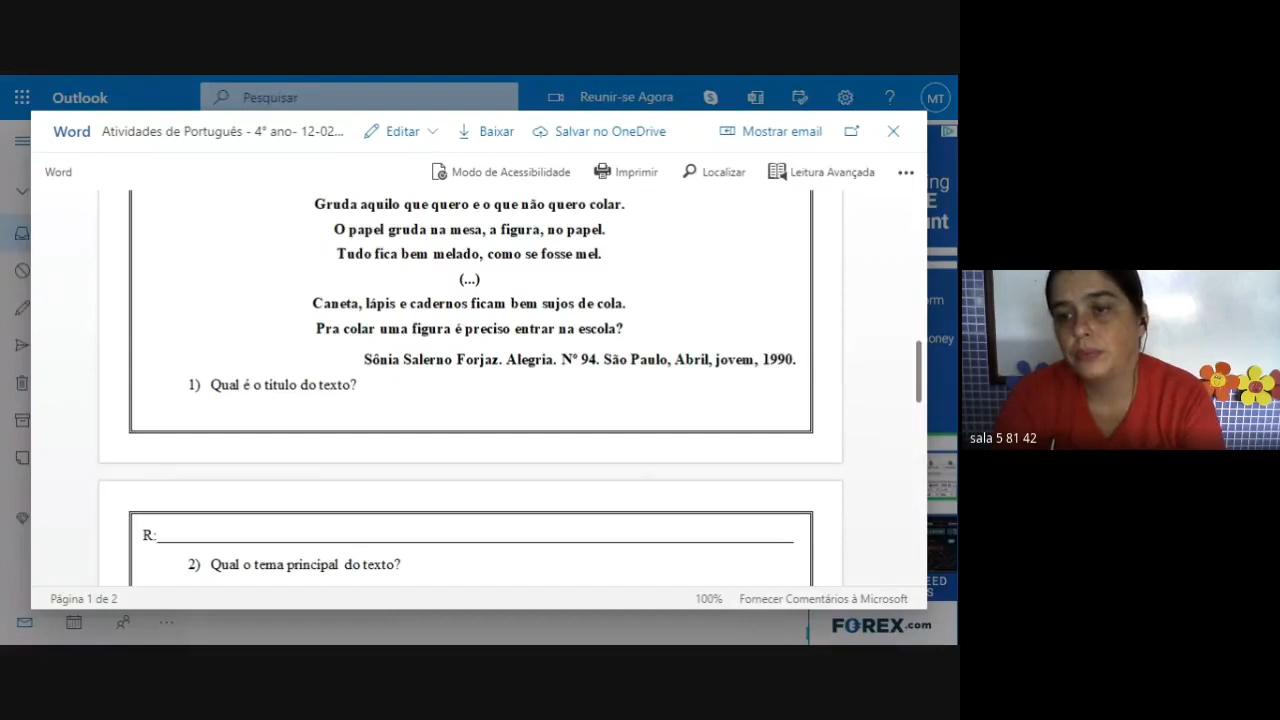 Outlook
Pesquisar
Reunir-se Agora
MT
Word
Atividades de Português - 4° ano- 12-02...
Editar
Baixar
Salvar no OneDrive
Mostrar email
Word
Modo de Acessibilidade
Imprimir
Localizar
Leitura Avançada
Gruda aquilo que quero e o que não quero colar.
O papel gruda na mesa, a figura, no papel.
Tudo fica bem melado, como se fosse mel.
(...)
Caneta, lápis e cadernos ficam bem sujos de cola.
Pra colar uma figura é preciso entrar na escola?
Sônia Salerno Forjaz. Alegria. Nº 94. São Paulo, Abril, jovem, 1990.
1) Qual é o titulo do texto?
R:
2) Qual o tema principal do texto?
Página 1 de 2
100%
Fornecer Comentários à Microsoft
FOREX.com
sala 5 81 42